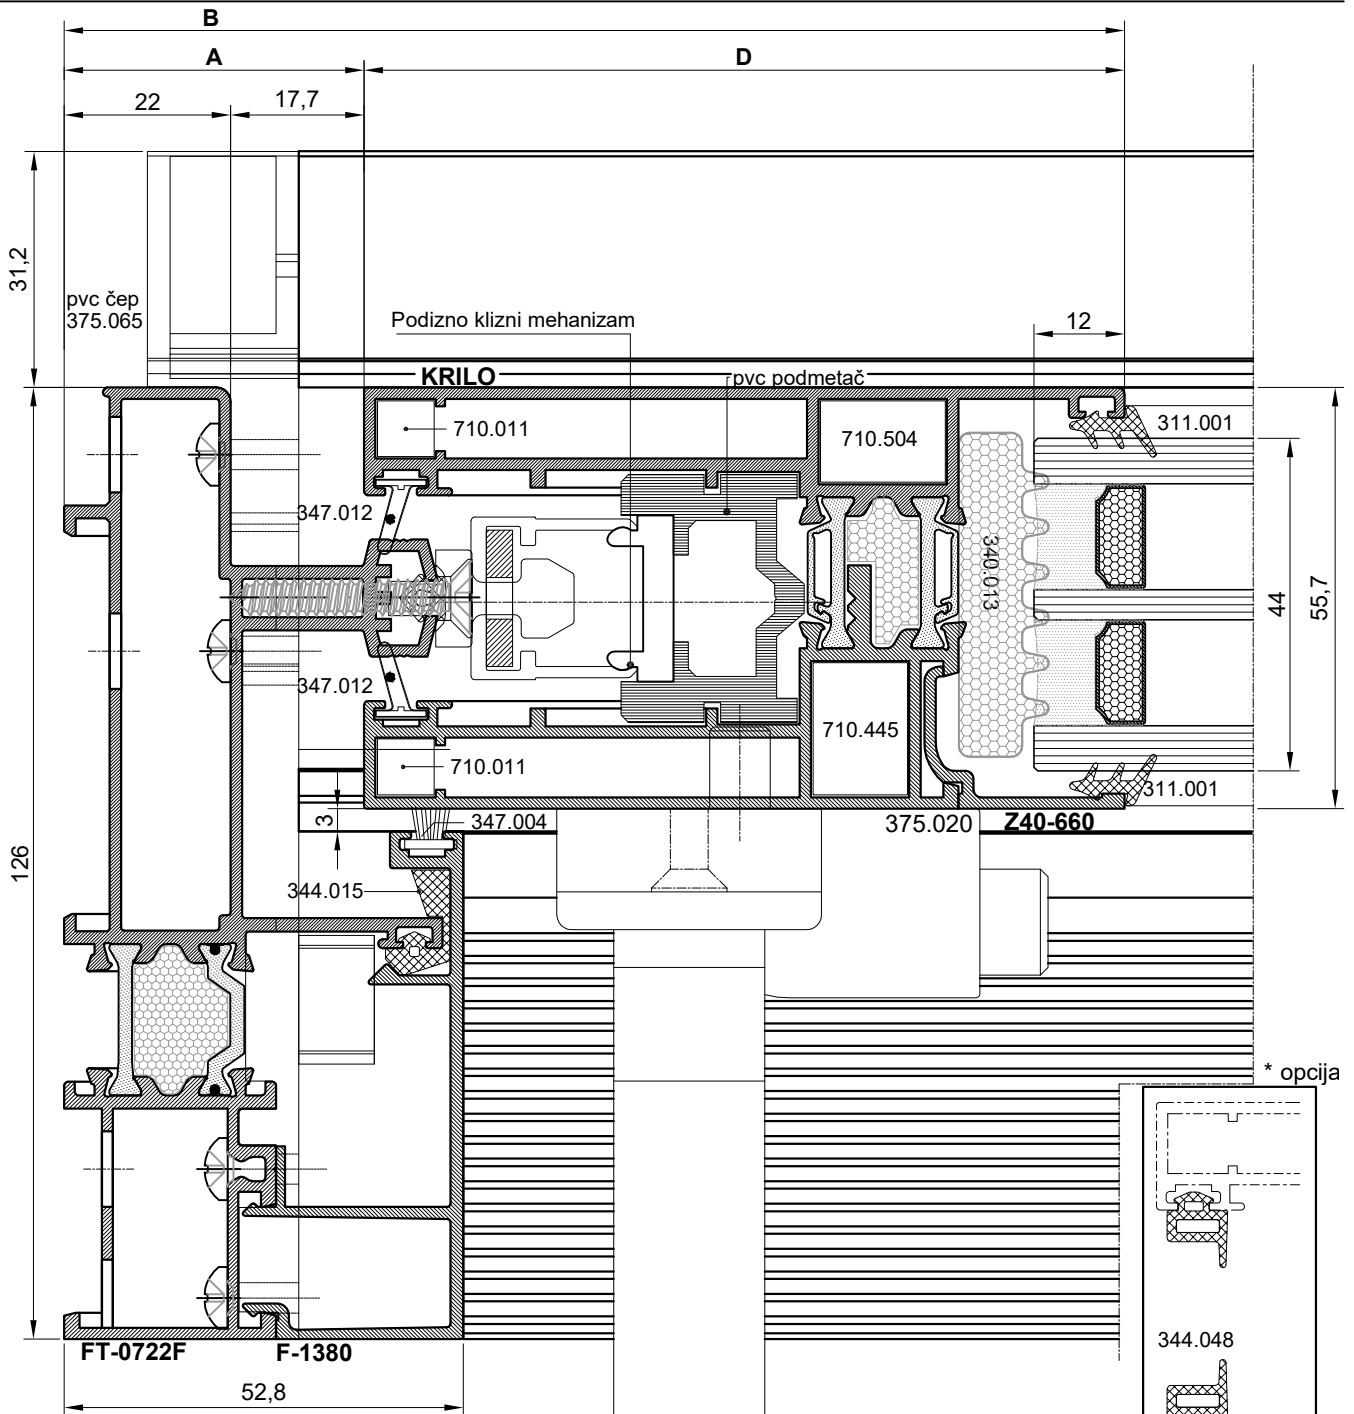 B
A
D
22
17,7
31,2
pvc čep
375.065
Podizno klizni mehanizam
12
KRILO
pvc podmetač
710.011
710.504
311.001
347.012
340.013
44
55,7
347.012
710.445
710.011
311.001
3
347.004
375.020
Z40-660
126
344.015
* opcija
344.048
FT-0722F
F-1380
52,8